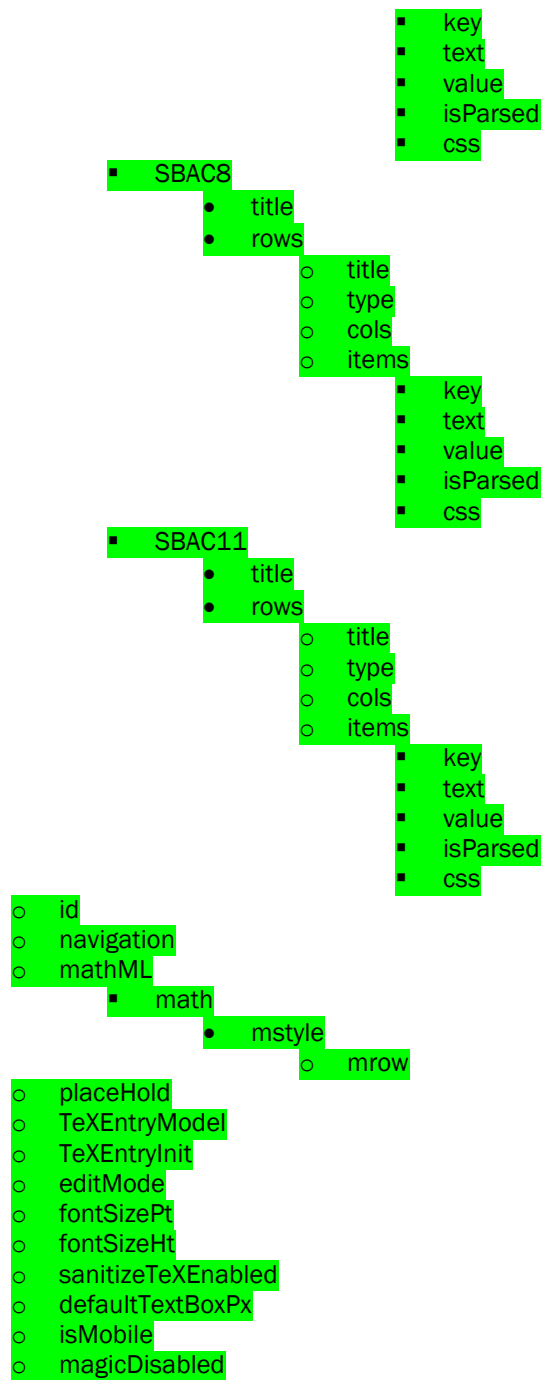 ▪ key
▪ text
▪ value
▪ isParsed
▪ css
▪ SBAC8
• title
• rows
○ title
○ type
○ cols
○ items
▪ key
▪ text
▪ value
▪ isParsed
▪ css
▪ SBAC11
• title
• rows
○ title
○ type
○ cols
○ items
▪ key
▪ text
▪ value
▪ isParsed
▪ css
○ id
○ navigation
○ mathML
▪ math
• mstyle
○ mrow
○ placeHold
○ TeXEntryModel
○ TeXEntryInit
○ editMode
○ fontSizePt
○ fontSizeHt
○ sanitizeTeXEnabled
○ defaultTextBoxPx
○ isMobile
○ magicDisabled